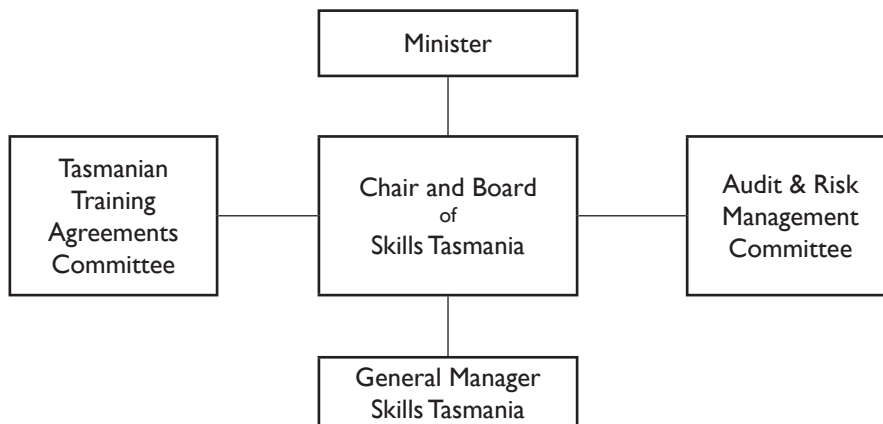 Minister
Tasmanian
Training
Agreements
Committee
Chair and Board
of
Skills Tasmania
Audit & Risk
Management
Committee
General Manager
Skills Tasmania